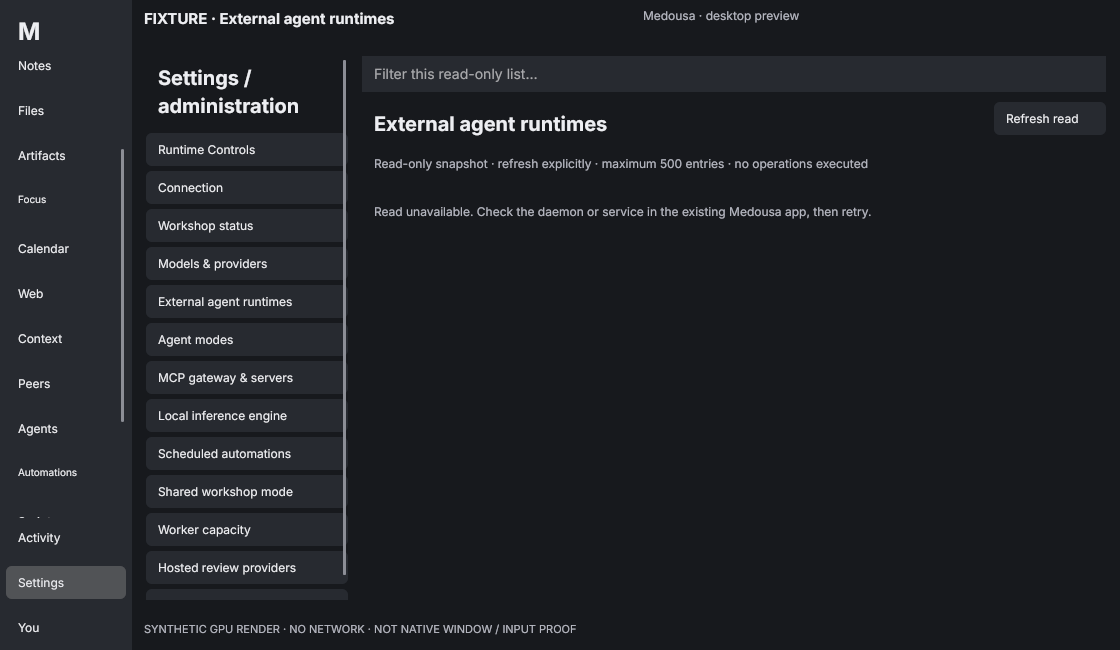 M
Notes
Files
Artifacts
Focus
Calendar
Web
Context
Peers
Agents
Automations
Activity
Settings
You
FIXTURE · External agent runtimes
Medousa · desktop preview
Settings /
administration
Runtime Controls
Connection
Workshop status
Models & providers
External agent runtimes
Agent modes
MCP gateway & servers
Local inference engine
Scheduled automations
Shared workshop mode
Worker capacity
Hosted review providers
Filter this read-only list...
External agent runtimes
Refresh read
Read-only snapshot · refresh explicitly · maximum 500 entries · no operations executed
Read unavailable. Check the daemon or service in the existing Medousa app, then retry.
SYNTHETIC GPU RENDER · NO NETWORK · NOT NATIVE WINDOW / INPUT PROOF